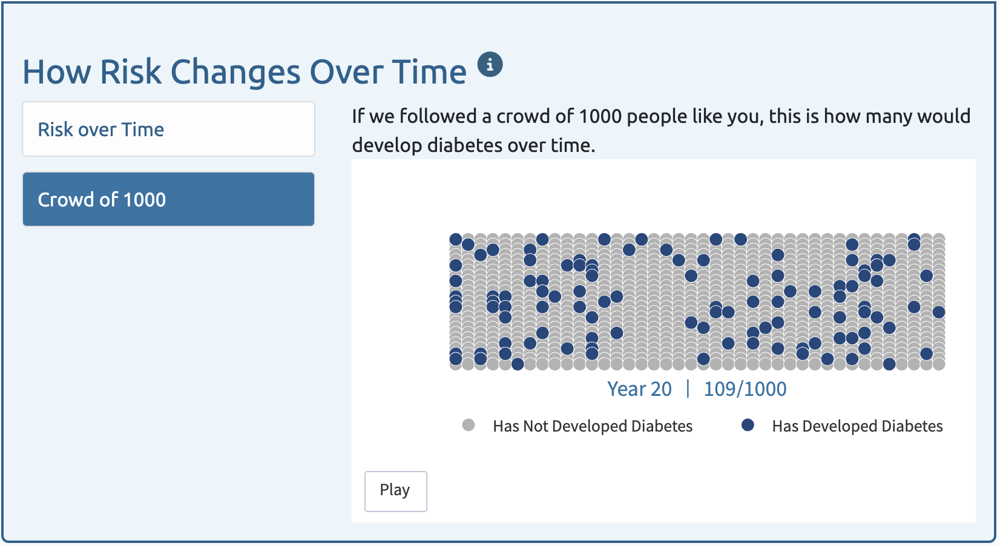 How Risk Changes Over Time i
Risk over Time
Crowd of 1000
If we followed a crowd of 1000 people like you, this is how many would
develop diabetes over time.
Year 20 | 109/1000
Has Not Developed Diabetes Has Developed Diabetes
Play